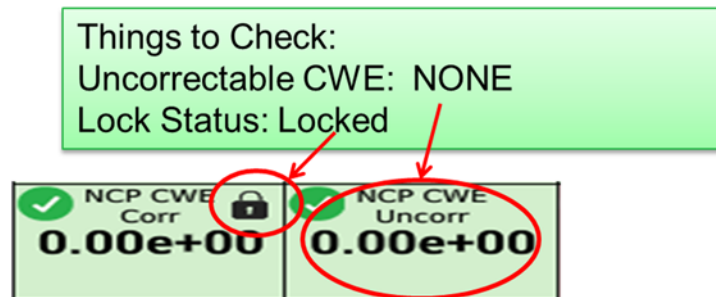 Things to Check:
Uncorrectable CWE: NONE
Lock Status: Locked
NCP CWE
Corr
0.00e+00
NCP CWE
Uncorr
0.00e+00